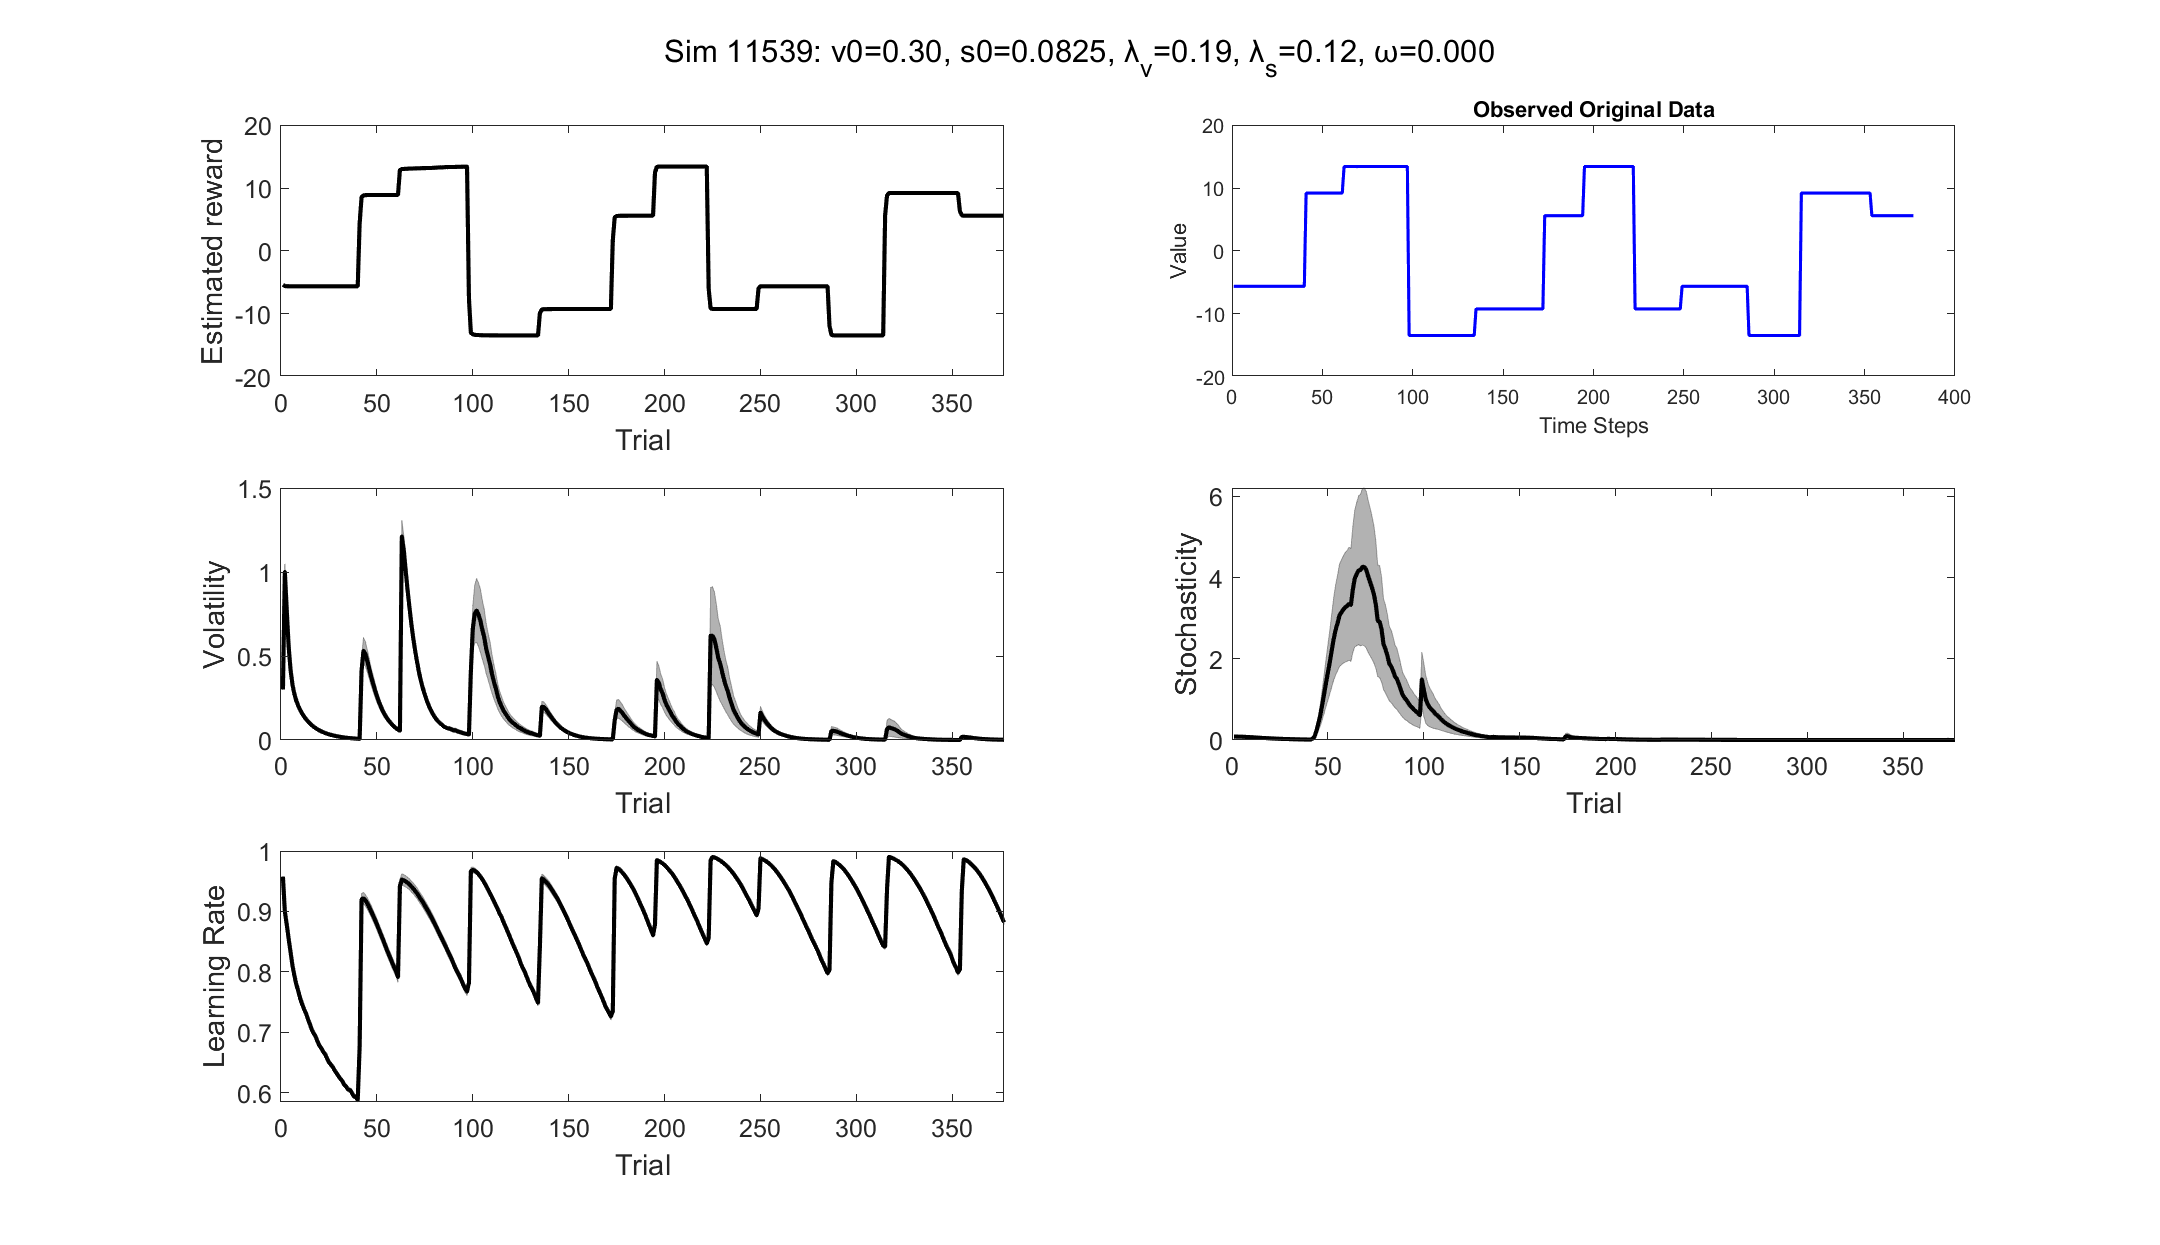 Sim 11539: v0=0.30, s0=0.0825, λv=0.19, λs=0.12, ω=0.000
20
10
0
-10
-20
Estimated reward
0 50 100 150 200 250 300 350
Trial
Observed Original Data
20
10
0
-10
-20
Value
0 50 100 150 200 250 300 350 400
Time Steps
1.5
1
0.5
0
Volatility
0 50 100 150 200 250 300 350
Trial
6
4
2
0
Stochasticity
0 50 100 150 200 250 300 350
Trial
1
0.9
0.8
0.7
0.6
Learning Rate
0 50 100 150 200 250 300 350
Trial